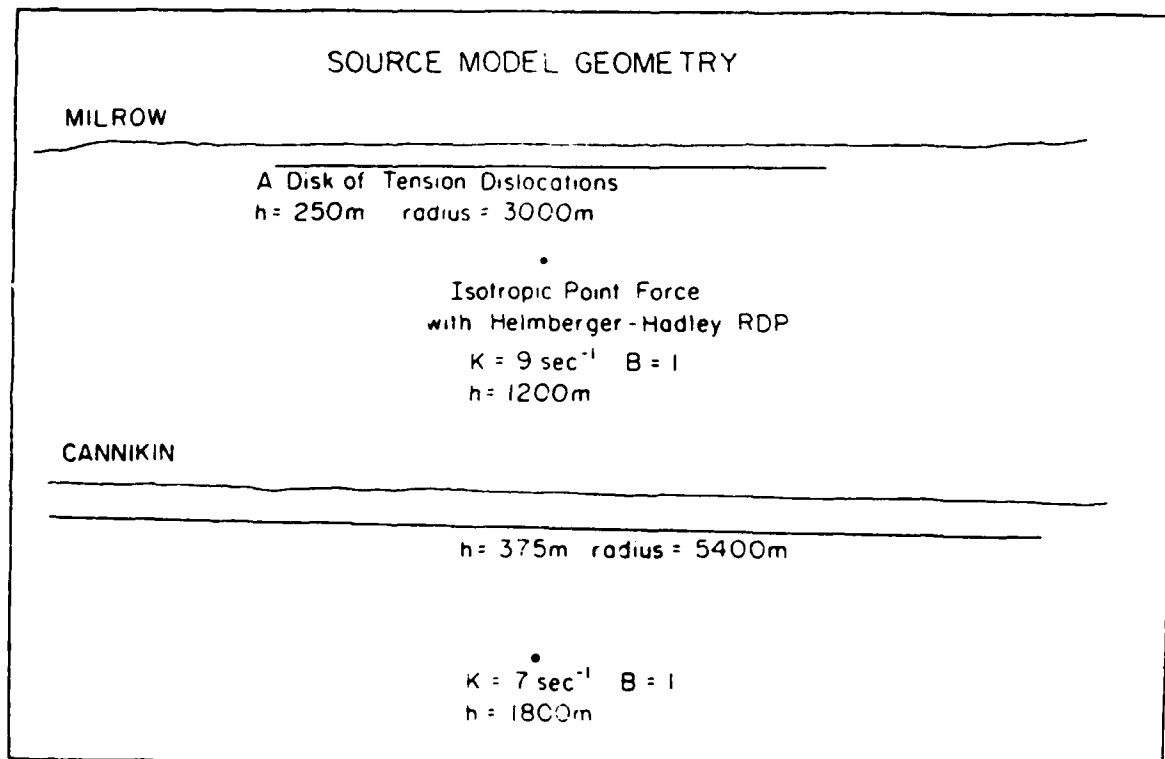 SOURCE MODEL GEOMETRY
MILROW
A Disk of Tension Dislocations
h = 250m radius = 3000m
Isotropic Point Force
with Helmberger-Hadley RDP
K = 9 sec⁻¹ B = 1
h = 1200m
CANNIKIN
h = 375m radius = 5400m
K = 7 sec⁻¹ B = 1
h = 1800m